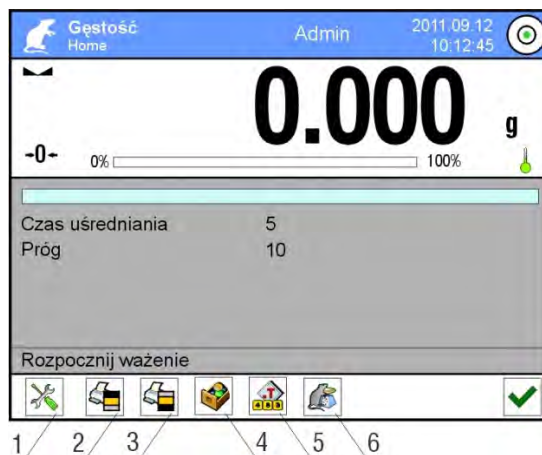 Gęstość Admin 2011.09.12
Home 10:12:45
0.000 g
→0← 0% 100%
Czas uśredniania 5
Próg 10
Rozpocznij ważenie
1 2 3 4 5 6